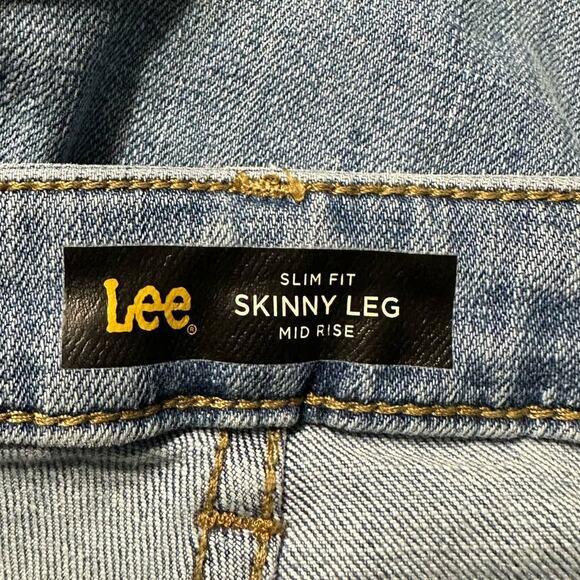 Lee®
SLIM FIT
SKINNY LEG
MID RISE